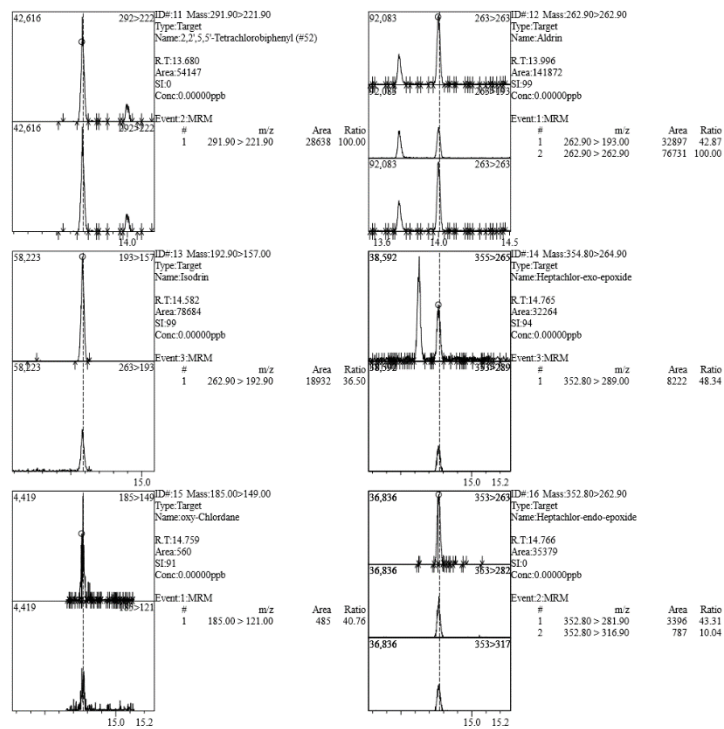 42,616 292>222
ID#:11 Mass:291.90>221.90
Type:Target
Name:2,2',5,5'-Tetrachlorobiphenyl (#52)
R.T:13.680
Area:54147
SI:0
Conc:0.00000ppb
Event:2:MRM
42,616 292>222
# m/z Area Ratio
1 291.90 > 221.90 28638 100.00
14.0
92,083 263>263
ID#:12 Mass:262.90>262.90
Type:Target
Name:Aldrin
R.T:13.996
Area:141872
SI:99
Conc:0.00000ppb
92,083 263>193
Event:1:MRM
# m/z Area Ratio
1 262.90 > 193.00 32897 42.87
2 262.90 > 262.90 76731 100.00
92,083 263>263
13.6 14.0 14.5
58,223 193>157
ID#:13 Mass:192.90>157.00
Type:Target
Name:Isodrin
R.T:14.582
Area:78684
SI:99
Conc:0.00000ppb
Event:3:MRM
58,223 263>193
# m/z Area Ratio
1 262.90 > 192.90 18932 36.50
15.0
38,592 355>265
ID#:14 Mass:354.80>264.90
Type:Target
Name:Heptachlor-exo-epoxide
R.T:14.765
Area:32264
SI:94
Conc:0.00000ppb
Event:3:MRM
38,592 353>289
# m/z Area Ratio
1 352.80 > 289.00 8222 48.34
15.0 15.2
4,419 185>149
ID#:15 Mass:185.00>149.00
Type:Target
Name:oxy-Chlordane
R.T:14.759
Area:560
SI:91
Conc:0.00000ppb
Event:1:MRM
4,419 185>121
# m/z Area Ratio
1 185.00 > 121.00 485 40.76
15.0 15.2
36,836 353>263
ID#:16 Mass:352.80>262.90
Type:Target
Name:Heptachlor-endo-epoxide
R.T:14.766
Area:35379
SI:0
Conc:0.00000ppb
36,836 353>282
Event:2:MRM
# m/z Area Ratio
1 352.80 > 281.90 3396 43.31
2 352.80 > 316.90 787 10.04
36,836 353>317
15.0 15.2